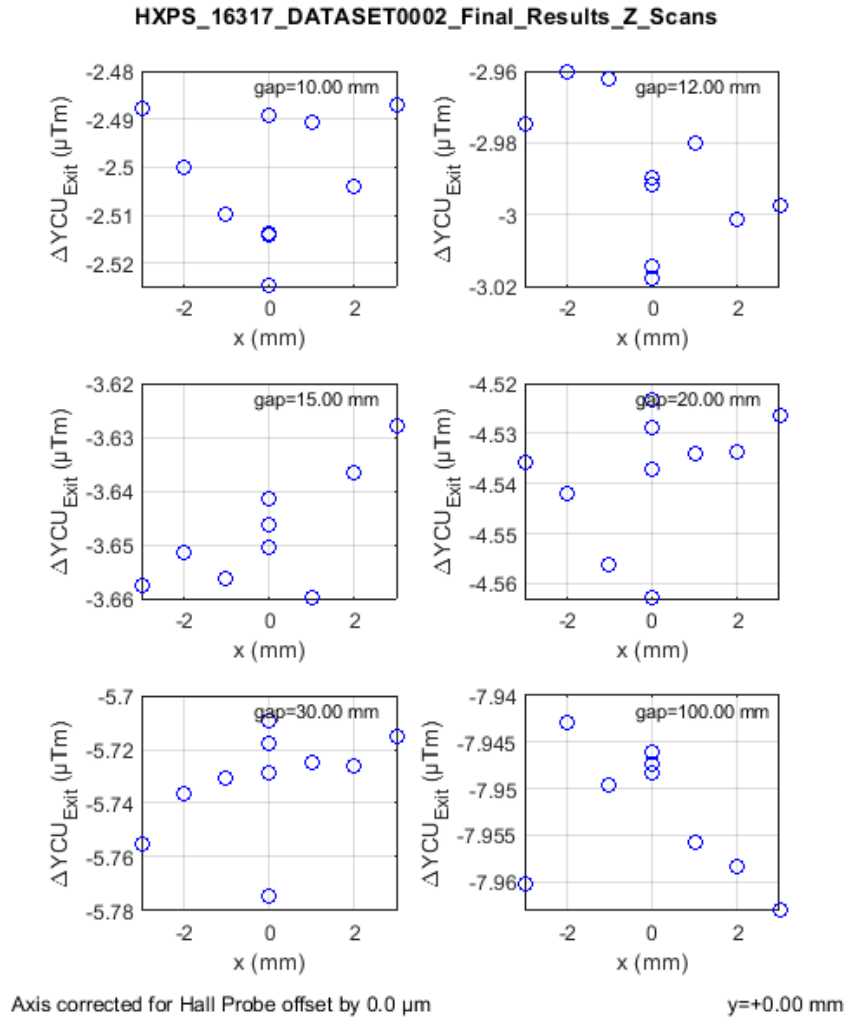 HXPS_16317_DATASET0002_Final_Results_Z_Scans
-2.48
-2.49
-2.5
-2.51
-2.52
ΔYCU_Exit (μTm)
gap=10.00 mm
-2 0 2
x (mm)
-2.96
-2.98
-3
-3.02
ΔYCU_Exit (μTm)
gap=12.00 mm
-2 0 2
x (mm)
-3.62
-3.63
-3.64
-3.65
-3.66
ΔYCU_Exit (μTm)
gap=15.00 mm
-2 0 2
x (mm)
-4.52
-4.53
-4.54
-4.55
-4.56
ΔYCU_Exit (μTm)
gap=20.00 mm
-2 0 2
x (mm)
-5.7
-5.72
-5.74
-5.76
-5.78
ΔYCU_Exit (μTm)
gap=30.00 mm
-2 0 2
x (mm)
-7.94
-7.945
-7.95
-7.955
-7.96
ΔYCU_Exit (μTm)
gap=100.00 mm
-2 0 2
x (mm)
Axis corrected for Hall Probe offset by 0.0 μm
y=+0.00 mm